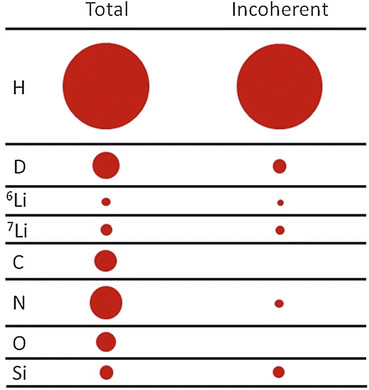 Total Incoherent
H
D
⁶Li
⁷Li
C
N
O
Si